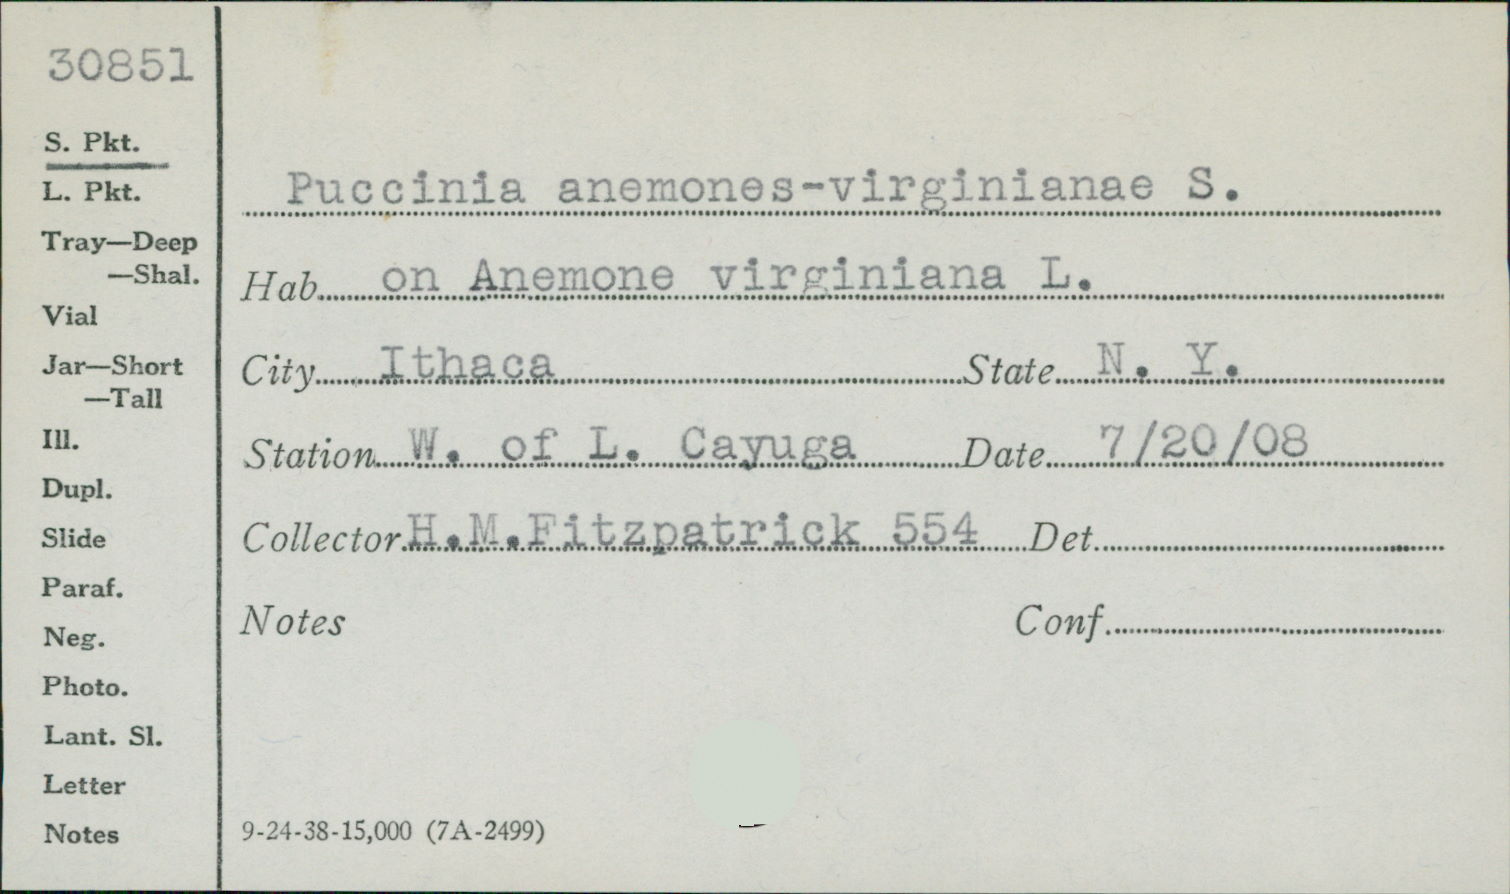 30851
S. Pkt.
L. Pkt.
Tray—Deep
—Shal.
Vial
Jar—Short
—Tall
Ill.
Dupl.
Slide
Paraf.
Neg.
Photo.
Lant. Sl.
Letter
Notes
Puccinia anemones-virginianae S.
Hab. on Anemone virginiana L.
City Ithaca State N. Y.
Station W. of L. Cayuga Date 7/20/08
Collector H.M.Fitzpatrick 554 Det.
Notes Conf.
9-24-38-15,000 (7A-2499)